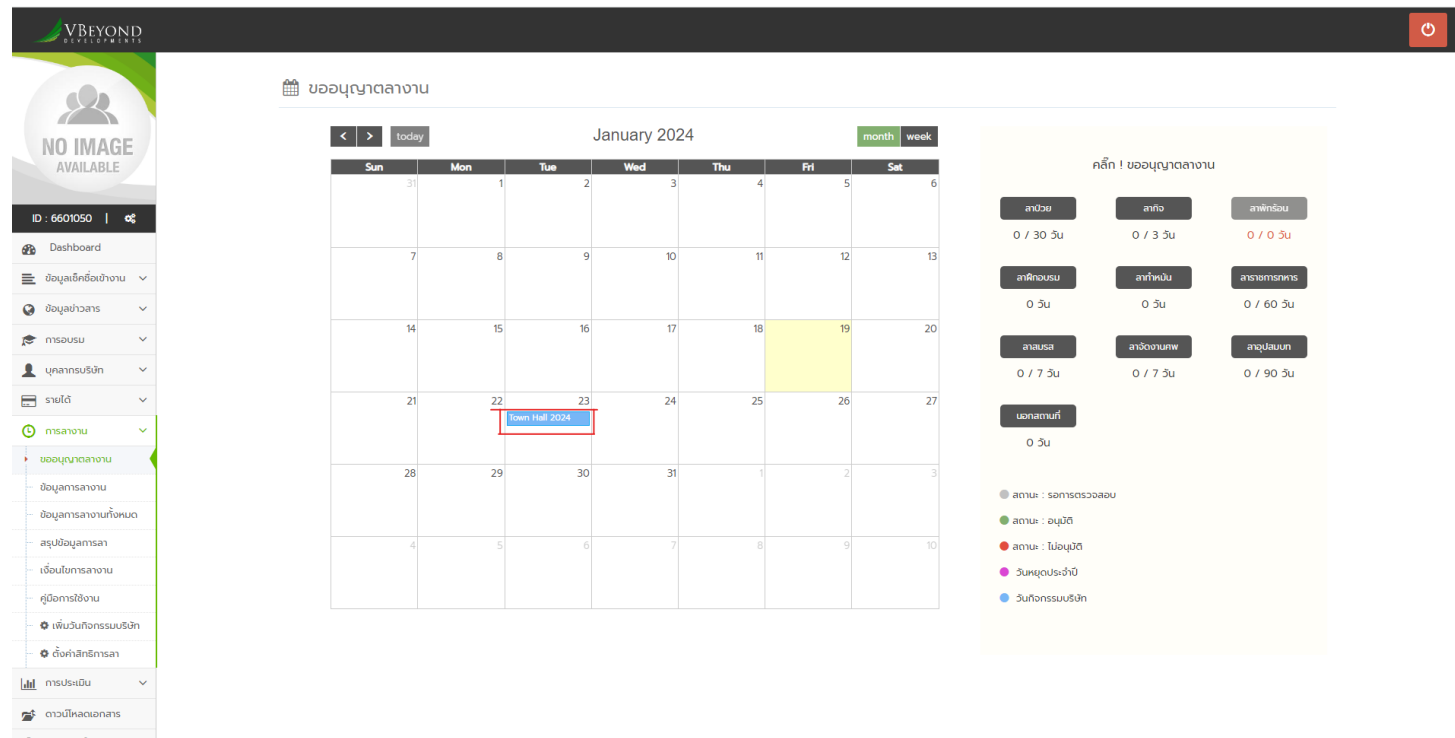 VBEYOND
DEVELOPMENTS
NO IMAGE
AVAILABLE
ID : 6601050 |
Dashboard
ข้อมูลเช็คชื่อเข้างาน
ข้อมูลข่าวสาร
การอบรม
บุคลากรบริษัท
รายได้
การลางาน
ขออนุญาตลางาน
ข้อมูลการลางาน
ข้อมูลการลางานทั้งหมด
สรุปข้อมูลการลา
เงื่อนไขการลางาน
คู่มือการใช้งาน
เพิ่มวันกิจกรรมบริษัท
ตั้งค่าสิทธิการลา
การประเมิน
ดาวน์โหลดเอกสาร
ขออนุญาตลางาน
today
January 2024
month week
Sun Mon Tue Wed Thu Fri Sat
31 1 2 3 4 5 6
7 8 9 10 11 12 13
14 15 16 17 18 19 20
21 22 23 24 25 26 27
Town Hall 2024
28 29 30 31 1 2 3
4 5 6 7 8 9 10
คลิ๊ก ! ขออนุญาตลางาน
ลาป่วย ลากิจ ลาพักร้อน
0 / 30 วัน 0 / 3 วัน 0 / 0 วัน
ลาฝึกอบรม ลาทำหมัน ลาราชการทหาร
0 วัน 0 วัน 0 / 60 วัน
ลาสมรส ลาจัดงานศพ ลาอุปสมบท
0 / 7 วัน 0 / 7 วัน 0 / 90 วัน
นอกสถานที่
0 วัน
สถานะ : รอการตรวจสอบ
สถานะ : อนุมัติ
สถานะ : ไม่อนุมัติ
วันหยุดประจำปี
วันกิจกรรมบริษัท